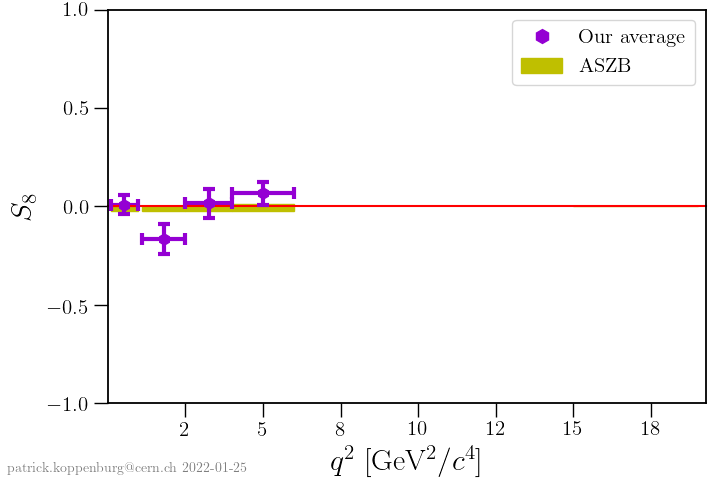 1.0
Our average
ASZB
0.5
0.0
S₈
−0.5
−1.0
2 5 8 10 12 15 18
q² [GeV²/c⁴]
patrick.koppenburg@cern.ch 2022-01-25